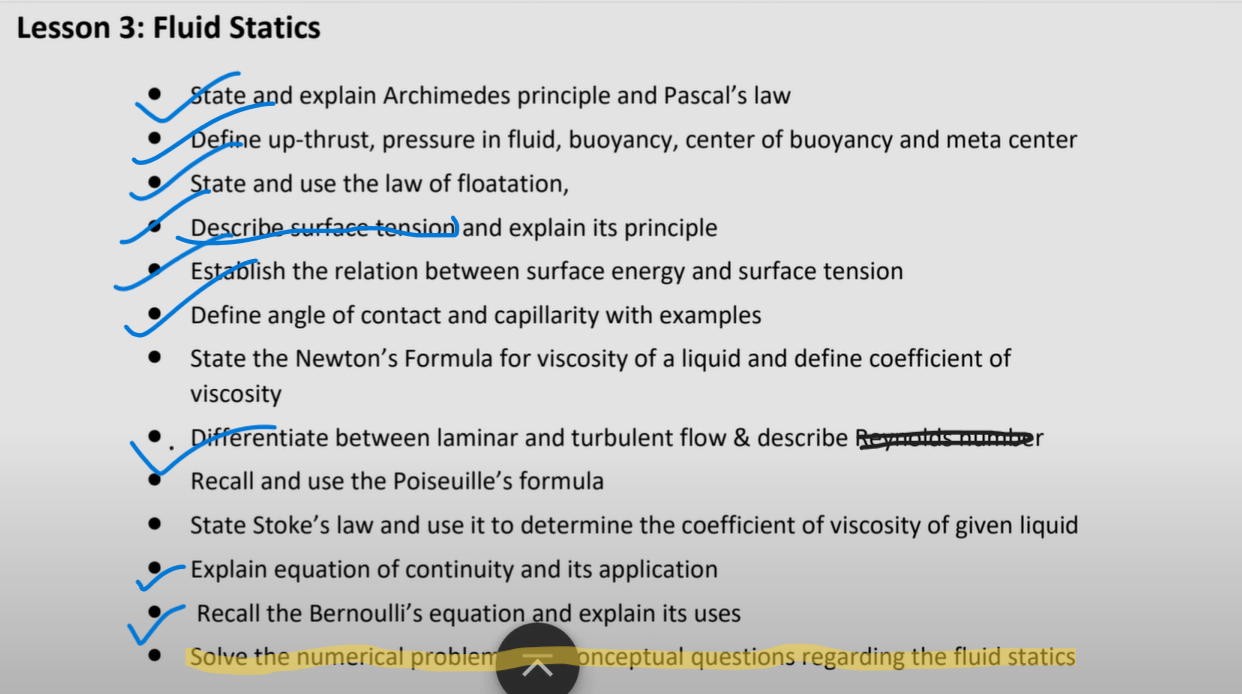 Lesson 3: Fluid Statics
● State and explain Archimedes principle and Pascal's law
● Define up-thrust, pressure in fluid, buoyancy, center of buoyancy and meta center
● State and use the law of floatation,
● Describe surface tension and explain its principle
● Establish the relation between surface energy and surface tension
● Define angle of contact and capillarity with examples
● State the Newton's Formula for viscosity of a liquid and define coefficient of
viscosity
● Differentiate between laminar and turbulent flow & describe Reynolds number
● Recall and use the Poiseuille's formula
● State Stoke's law and use it to determine the coefficient of viscosity of given liquid
● Explain equation of continuity and its application
● Recall the Bernoulli's equation and explain its uses
● Solve the numerical problem onceptual questions regarding the fluid statics